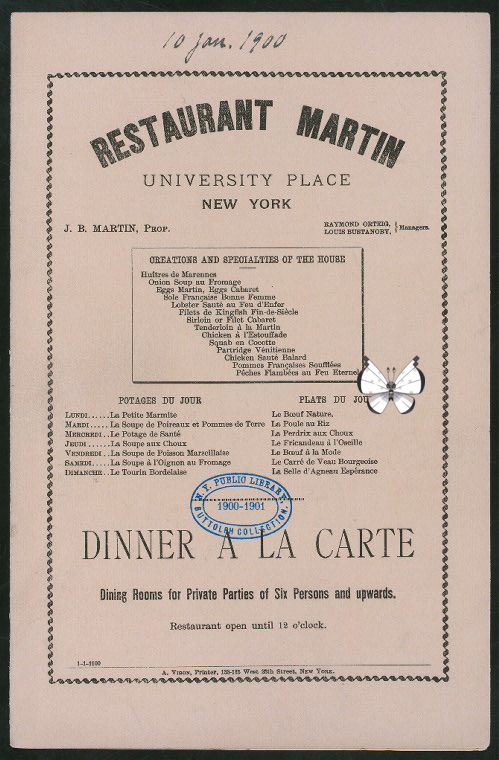 10 Jan. 1900
RESTAURANT MARTIN
UNIVERSITY PLACE
NEW YORK
J. B. MARTIN, PROP.
RAYMOND ORTEIG,
LOUIS BUSTANOBY, } Managers.
CREATIONS AND SPECIALTIES OF THE HOUSE
Huîtres de Marennes
Onion Soup au Fromage
Eggs Martin, Eggs Cabaret
Sole Française Bonne Femme
Lobster Sauté au Feu d'Enfer
Filets de Kingfish Fin-de-Siècle
Sirloin or Filet Cabaret
Tenderloin à la Martin
Chicken à l'Estouffade
Squab en Cocotte
Partridge Vénitienne
Chicken Sauté Balard
Pommes Françaises Soufflées
Pêches Flambées au Feu Eternel
POTAGES DU JOUR
LUNDI......La Petite Marmite
MARDI.....La Soupe de Poireaux et Pommes de Terre
MERCREDI..Le Potage de Santé
JEUDI......La Soupe aux Choux
VENDREDI..La Soupe de Poisson Marseillaise
SAMEDI....La Soupe à l'Oignon au Fromage
DIMANCHE..Le Tourin Bordelaise
PLATS DU JOU
Le Bœuf Nature.
La Poule au Riz
La Perdrix aux Choux
Le Fricandeau à l'Oseille
Le Bœuf à la Mode
Le Carré de Veau Bourgeoise
La Selle d'Agneau Espérance
N. Y. PUBLIC LIBRARY,
1900-1901
BUTTOLPH COLLECTION.
DINNER A LA CARTE
Dining Rooms for Private Parties of Six Persons and upwards.
Restaurant open until 12 o'clock.
1-1-1900
A. VIDON, Printer, West 25th Street, NEW YORK.